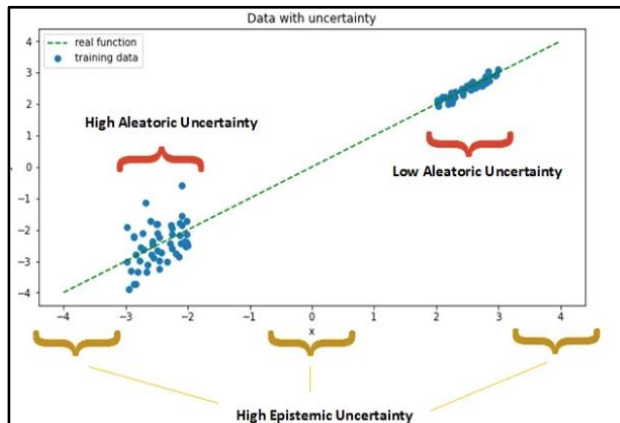 Data with uncertainty
real function
training data
High Aleatoric Uncertainty
Low Aleatoric Uncertainty
4
3
2
1
0
−1
−2
−3
−4
−4 −3 −2 −1 0 1 2 3 4
x
High Epistemic Uncertainty